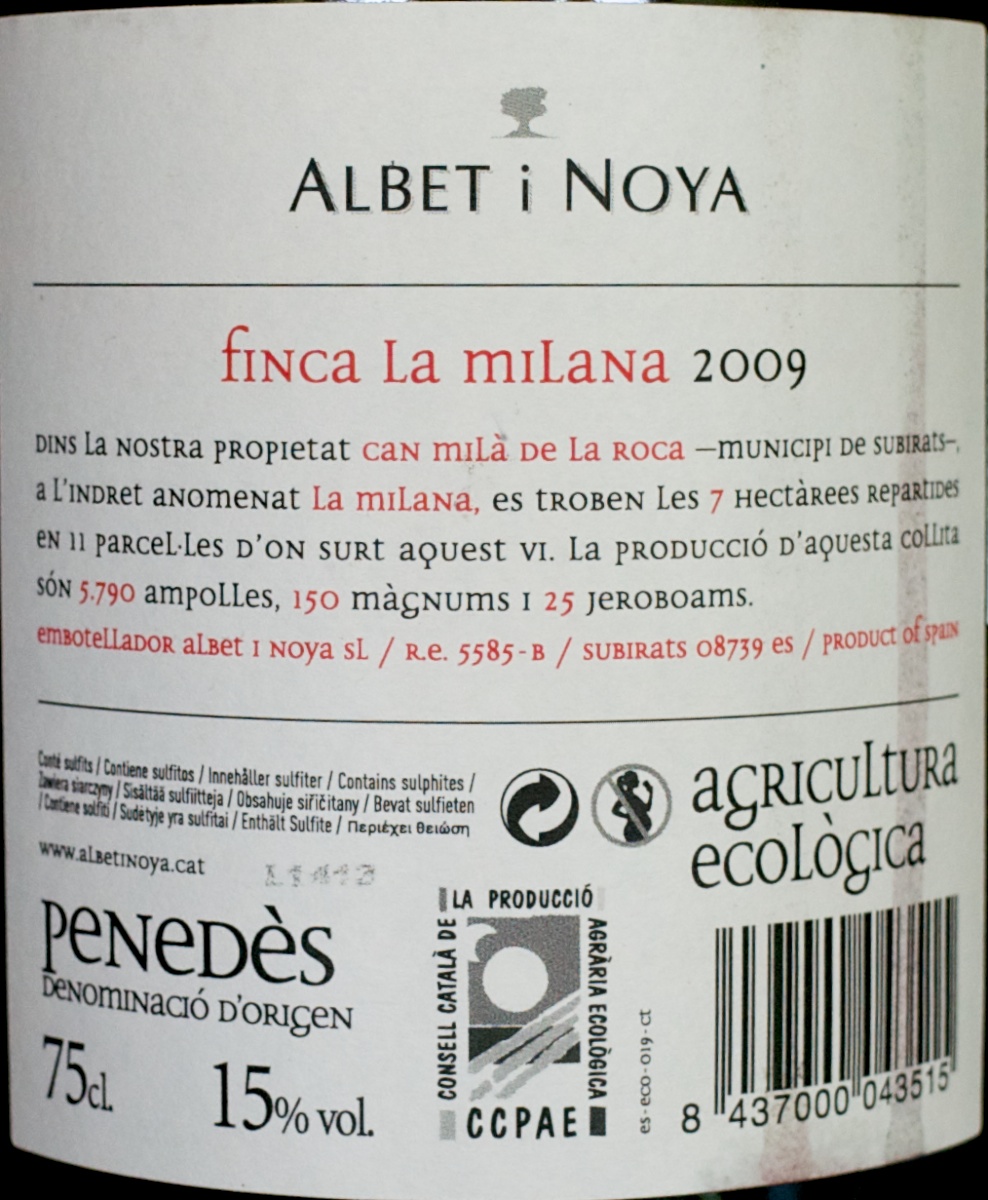 ALBET i NOYA
finca La miLana 2009
DINS La NOSTRA PROPIETAT CAN MILÀ DE La ROCA —MUNICIPI DE SUBIRATS—,
a L'INDRET ANOMENAT La MILANA, es TROBEN Les 7 HECTÀREES REPARTIDES
EN 11 PARCEL·LES D'ON SURT AQUEST VI. La PRODUCCIÓ D'AQUESTA COLLITA
SÓN 5.790 AMPOLLES, 150 MÀGNUMS I 25 JEROBOAMS.
EMBOTELLADOR ALBET I NOYA SL / R.e. 5585-B / SUBIRATS 08739 es / PRODUCT of SPAIN
Conté sulfits / Contiene sulfitos / Innehåller sulfiter / Contains sulphites /
Zawiera siarczyny / Sisältää sulfiitteja / Obsahuje siřičitany / Bevat sulfieten
/ Contiene solfiti / Sudėtyje yra sulfitai / Enthält Sulfite / Περιέχει θειώση
www.albetinoya.cat
L1413
agricultura
ecològica
PENEDÈS
DENOMINACIÓ D'ORIGEN
75cl.
15% vol.
CONSELL CATALÀ DE
LA PRODUCCIÓ
AGRÀRIA ECOLÒGICA
CCPAE
es-eco-019-ct
8 437000 043515